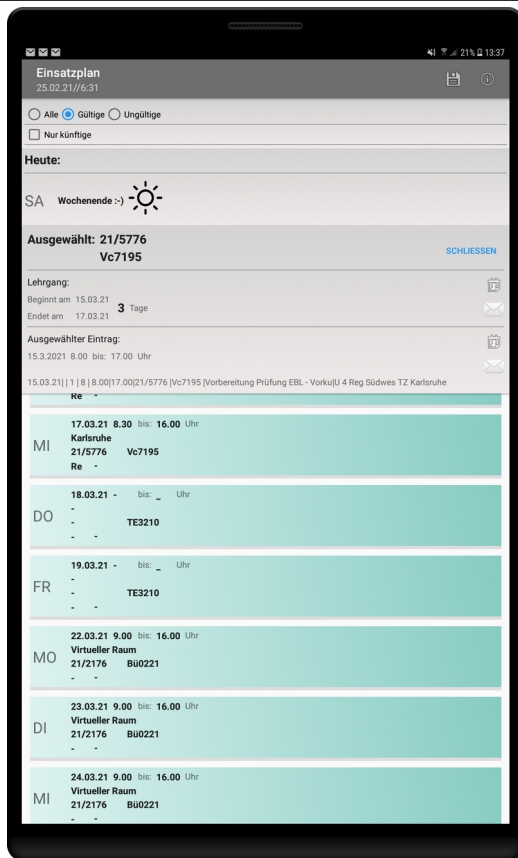 21% 13:37
Einsatzplan
25.02.21//6:31
Alle Gültige Ungültige
Nur künftige
Heute:
SA Wochenende :-)
Ausgewählt: 21/5776
Vc7195
SCHLIESSEN
Lehrgang:
Beginnt am 15.03.21
3 Tage
Endet am 17.03.21
Ausgewählter Eintrag:
15.3.2021 8.00 bis: 17.00 Uhr
15.03.21| | 1 | 8 | 8.00|17.00|21/5776 |Vc7195 |Vorbereitung Prüfung EBL - Vorku|U 4 Reg Südwes TZ Karlsruhe
Re -
MI
17.03.21 8.30 bis: 16.00 Uhr
Karlsruhe
21/5776 Vc7195
Re -
DO
18.03.21 - bis: _ Uhr
-
- TE3210
- -
FR
19.03.21 - bis: _ Uhr
-
- TE3210
- -
MO
22.03.21 9.00 bis: 16.00 Uhr
Virtueller Raum
21/2176 Bü0221
- -
DI
23.03.21 9.00 bis: 16.00 Uhr
Virtueller Raum
21/2176 Bü0221
- -
MI
24.03.21 9.00 bis: 16.00 Uhr
Virtueller Raum
21/2176 Bü0221
- -